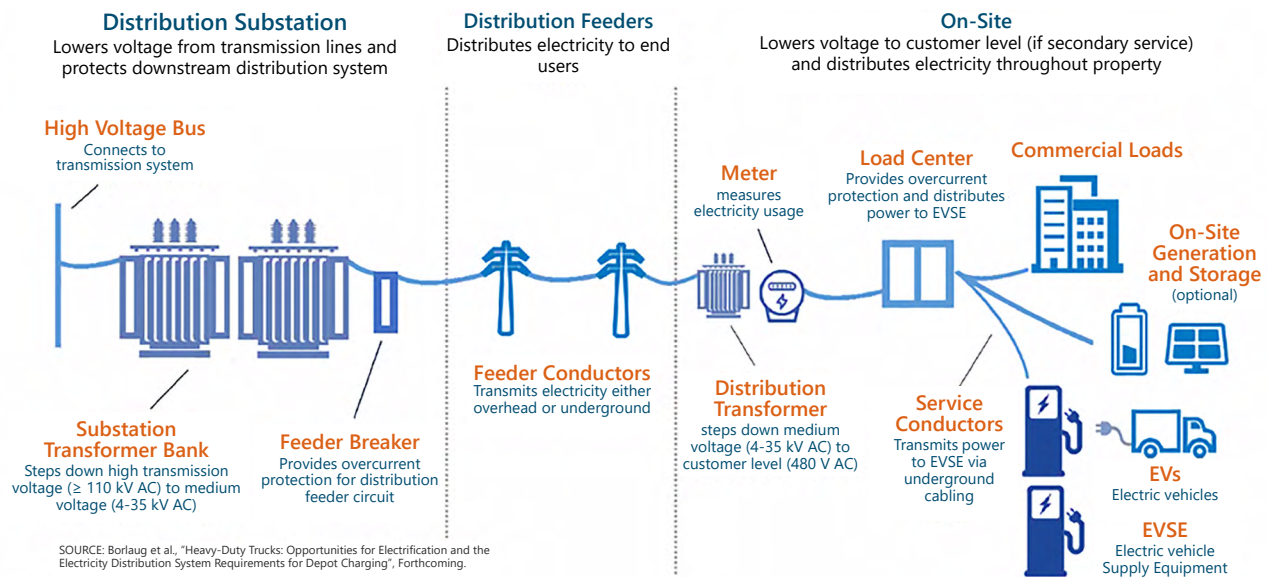 Distribution Substation
Lowers voltage from transmission lines and
protects downstream distribution system
Distribution Feeders
Distributes electricity to end
users
On-Site
Lowers voltage to customer level (if secondary service)
and distributes electricity throughout property
High Voltage Bus
Connects to
transmission system
Substation
Transformer Bank
Steps down high transmission
voltage (≥ 110 kV AC) to medium
voltage (4-35 kV AC)
Feeder Breaker
Provides overcurrent
protection for distribution
feeder circuit
Feeder Conductors
Transmits electricity either
overhead or underground
Meter
measures
electricity usage
Distribution
Transformer
steps down medium
voltage (4-35 kV AC) to
customer level (480 V AC)
Load Center
Provides overcurrent
protection and distributes
power to EVSE
Service
Conductors
Transmits power
to EVSE via
underground
cabling
Commercial Loads
On-Site
Generation
and Storage
(optional)
EVs
Electric vehicles
EVSE
Electric vehicle
Supply Equipment
SOURCE: Borlaug et al., "Heavy-Duty Trucks: Opportunities for Electrification and the
Electricity Distribution System Requirements for Depot Charging", Forthcoming.